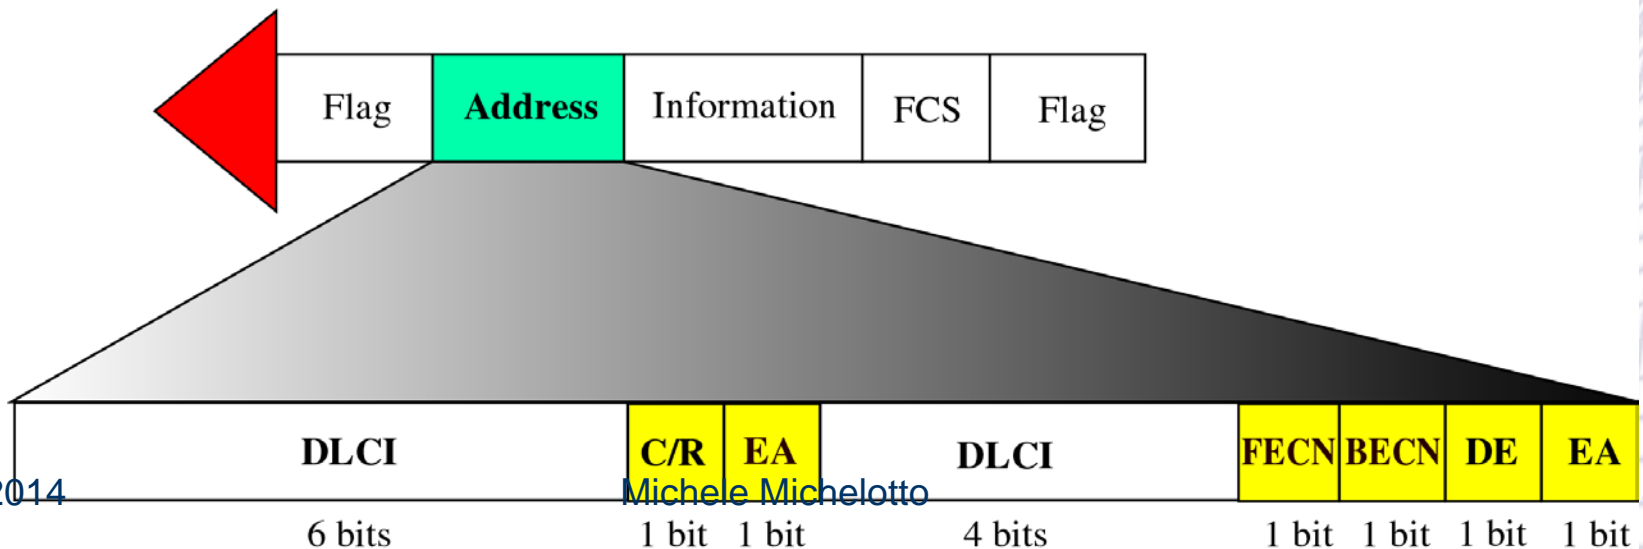 Flag Address Information FCS Flag
DLCI C/R EA DLCI FECN BECN DE EA
2014 Michele Michelotto
6 bits 1 bit 1 bit 4 bits 1 bit 1 bit 1 bit 1 bit